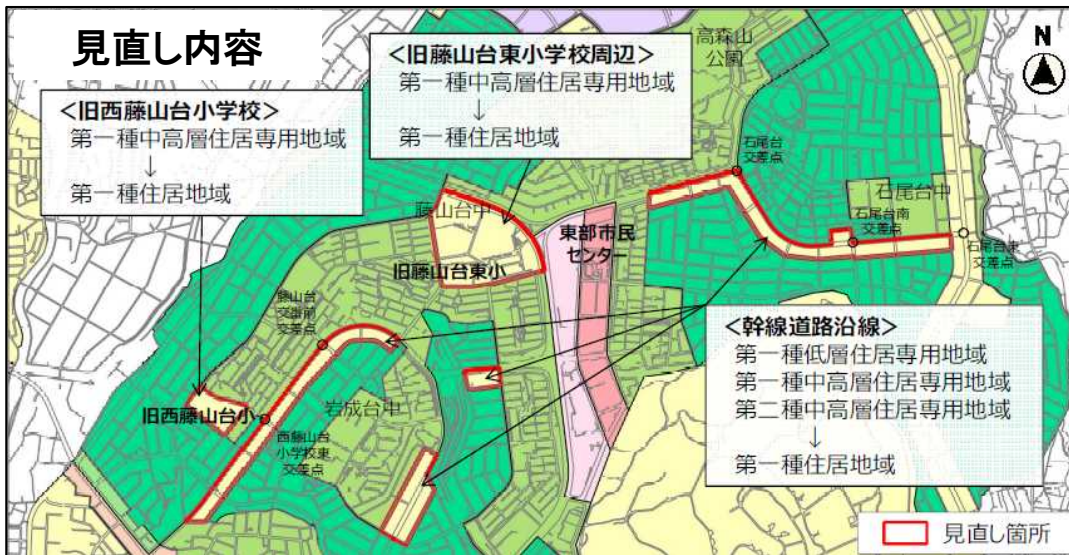 見直し内容
<旧西藤山台小学校>
第一種中高層住居専用地域
↓
第一種住居地域
<旧藤山台東小学校周辺>
第一種中高層住居専用地域
↓
第一種住居地域
高森山
公園
N
石尾台
交差点
石尾台中
石尾台南
交差点
石尾台東
交差点
藤山台中
旧藤山台東小
東部市民
センター
藤山台
交番前
交差点
旧西藤山台小
西藤山台
小学校東
交差点
岩成台中
<幹線道路沿線>
第一種低層住居専用地域
第一種中高層住居専用地域
第二種中高層住居専用地域
↓
第一種住居地域
見直し箇所